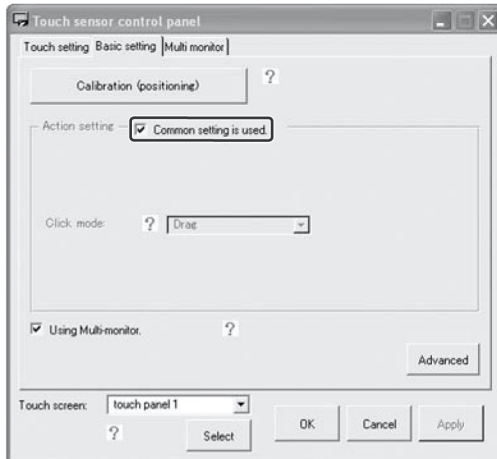 Touch sensor control panel
Touch setting Basic setting Multi monitor
Calibration (positioning) ?
Action setting Common setting is used.
Click mode: ? Drag
Using Multi-monitor. ?
Advanced
Touch screen: touch panel 1
? Select OK Cancel Apply